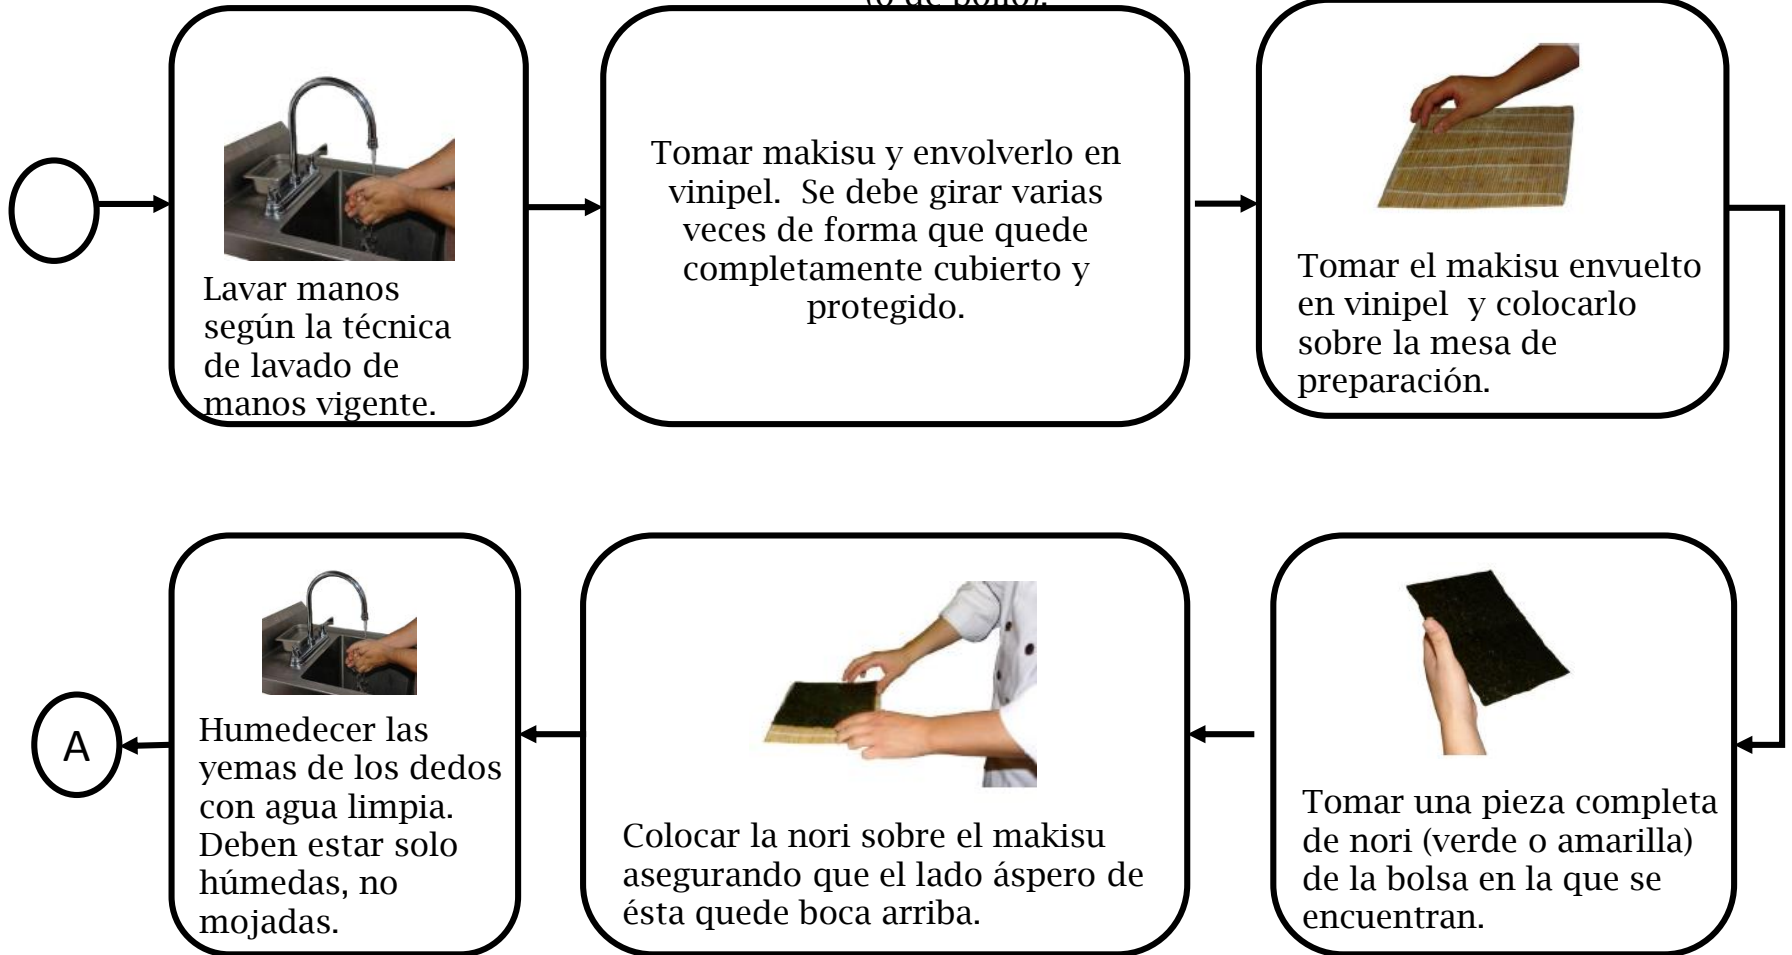 (o de pollo).
Lavar manos
según la técnica
de lavado de
manos vigente.
Tomar makisu y envolverlo en
vinipel. Se debe girar varias
veces de forma que quede
completamente cubierto y
protegido.
Tomar el makisu envuelto
en vinipel y colocarlo
sobre la mesa de
preparación.
Tomar una pieza completa
de nori (verde o amarilla)
de la bolsa en la que se
encuentran.
Colocar la nori sobre el makisu
asegurando que el lado áspero de
ésta quede boca arriba.
Humedecer las
yemas de los dedos
con agua limpia.
Deben estar solo
húmedas, no
mojadas.
A